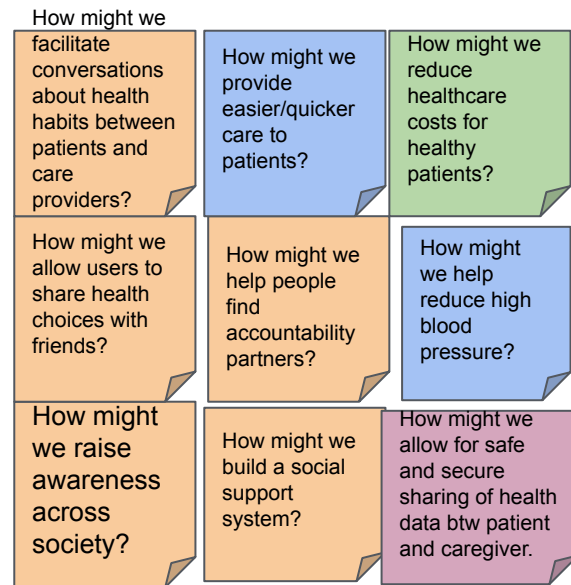 How might we
facilitate
conversations
about health
habits between
patients and
care
providers?
How might we
provide
easier/quicker
care to
patients?
How might we
reduce
healthcare
costs for
healthy
patients?
How might we
allow users to
share health
choices with
friends?
How might we
help people
find
accountability
partners?
How might
we help
reduce high
blood
pressure?
How might
we raise
awareness
across
society?
How might we
build a social
support
system?
How might we
allow for safe
and secure
sharing of health
data btw patient
and caregiver.